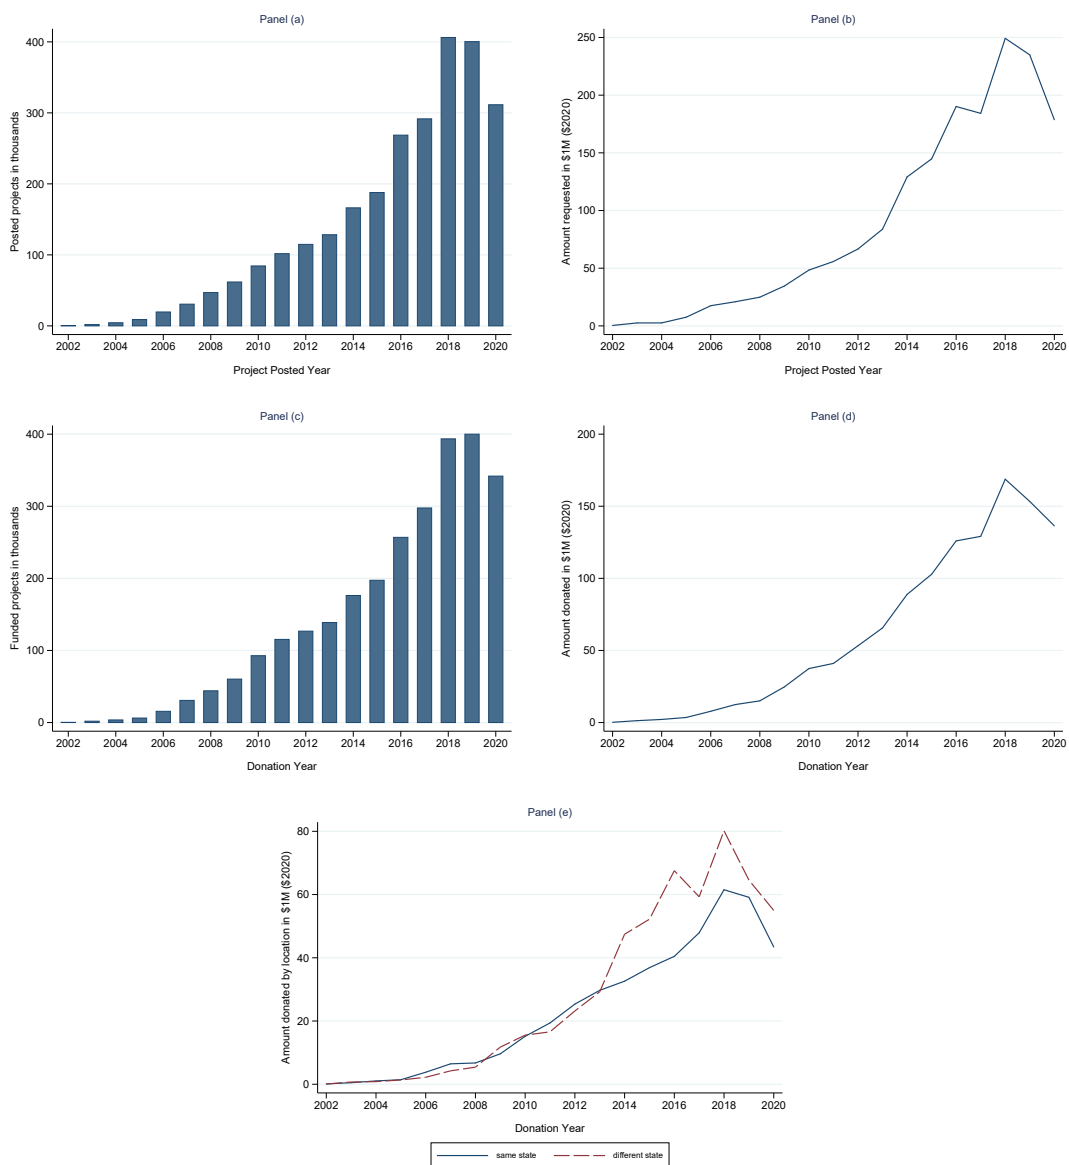 Panel (a)
Posted projects in thousands
400
300
200
100
0
2002 2004 2006 2008 2010 2012 2014 2016 2018 2020
Project Posted Year
Panel (b)
Amount requested in $1M ($2020)
250
200
150
100
50
0
2002 2004 2006 2008 2010 2012 2014 2016 2018 2020
Project Posted Year
Panel (c)
Funded projects in thousands
400
300
200
100
0
2002 2004 2006 2008 2010 2012 2014 2016 2018 2020
Donation Year
Panel (d)
Amount donated in $1M ($2020)
200
150
100
50
0
2002 2004 2006 2008 2010 2012 2014 2016 2018 2020
Donation Year
Panel (e)
Amount donated by location in $1M ($2020)
80
60
40
20
0
2002 2004 2006 2008 2010 2012 2014 2016 2018 2020
Donation Year
same state different state